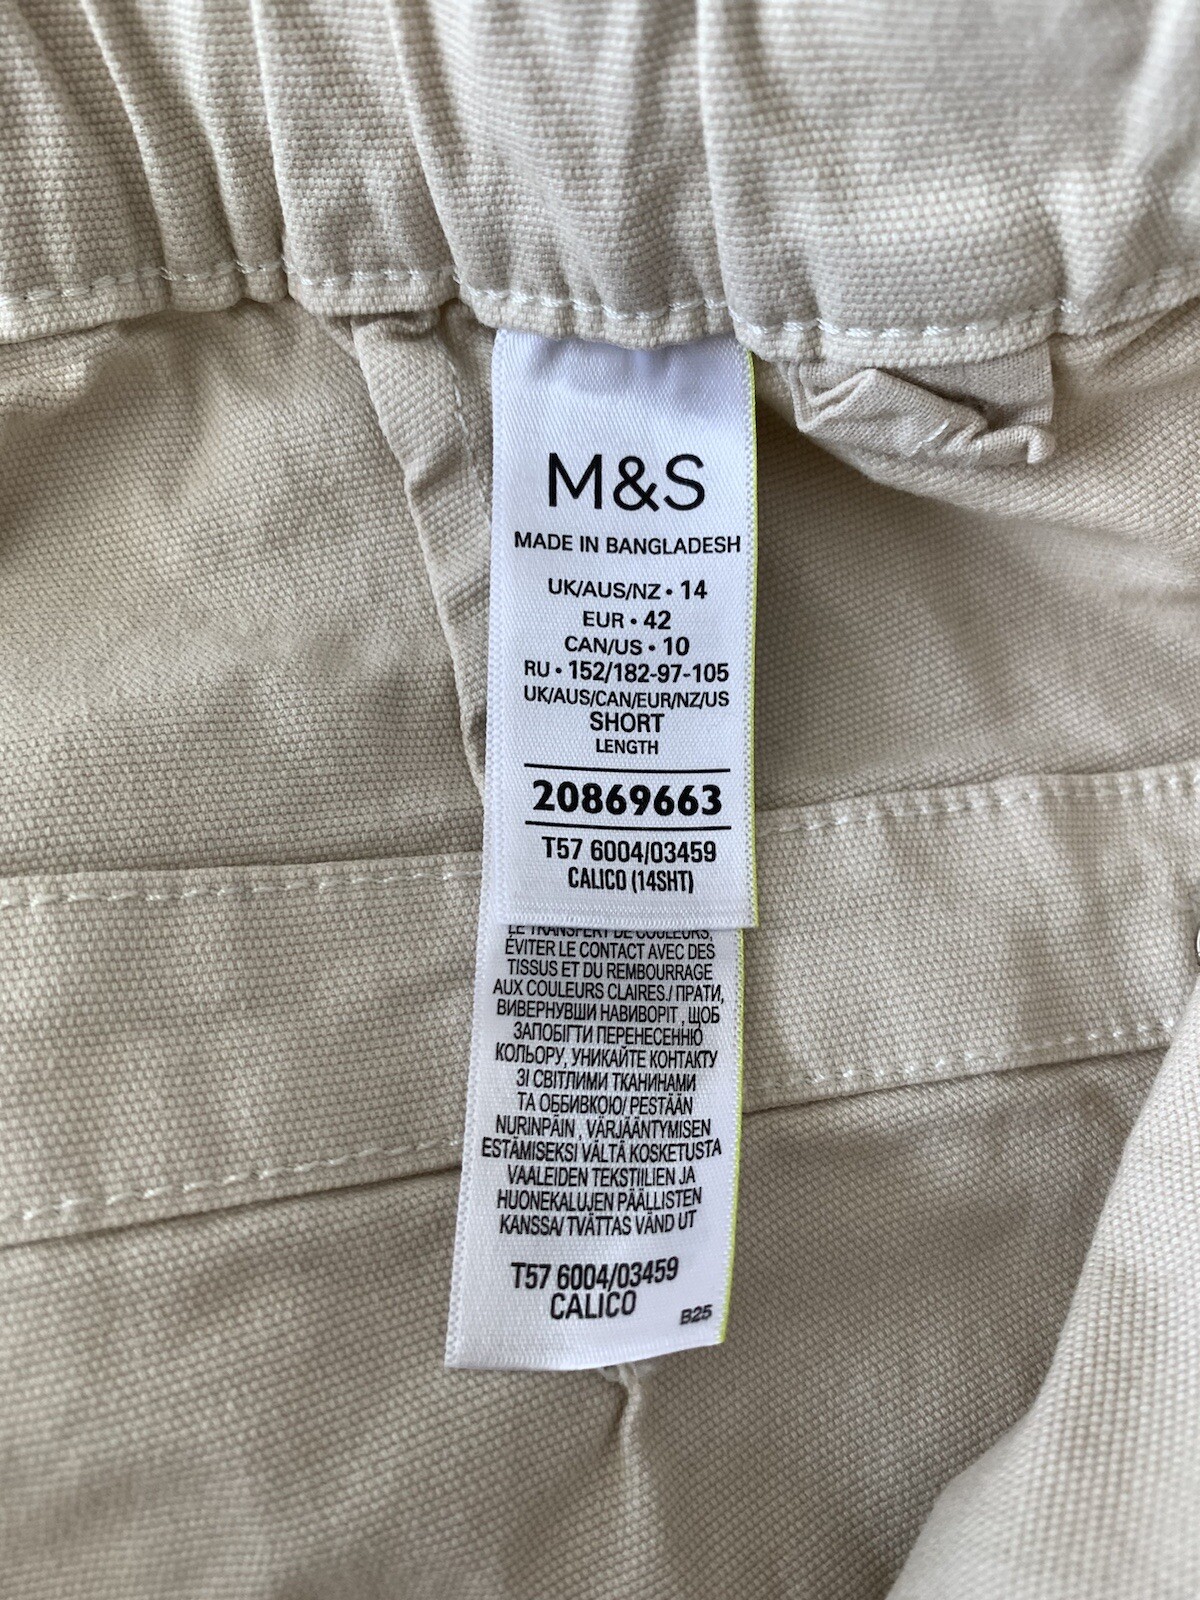 M&S
MADE IN BANGLADESH
UK/AUS/NZ • 14
EUR • 42
CAN/US • 10
RU • 152/182-97-105
UK/AUS/CAN/EUR/NZ/US
SHORT
LENGTH
20869663
T57 6004/03459
CALICO (14SHT)
LE TRANSFERT DE COULEURS,
ÉVITER LE CONTACT AVEC DES
TISSUS ET DU REMBOURRAGE
AUX COULEURS CLAIRES./ ПРАТИ,
ВИВЕРНУВШИ НАВИВОРІТ , ЩОБ
ЗАПОБІГТИ ПЕРЕНЕСЕННЮ
КОЛЬОРУ, УНИКАЙТЕ КОНТАКТУ
ЗІ СВІТЛИМИ ТКАНИНАМИ
ТА ОББИВКОЮ/ PESTÄÄN
NURINPÄIN , VÄRJÄÄNTYMISEN
ESTÄMISEKSI VÄLTÄ KOSKETUSTA
VAALEIDEN TEKSTIILIEN JA
HUONEKALUJEN PÄÄLLISTEN
KANSSA/ TVÄTTAS VÄND UT
T57 6004/03459
CALICO
B25